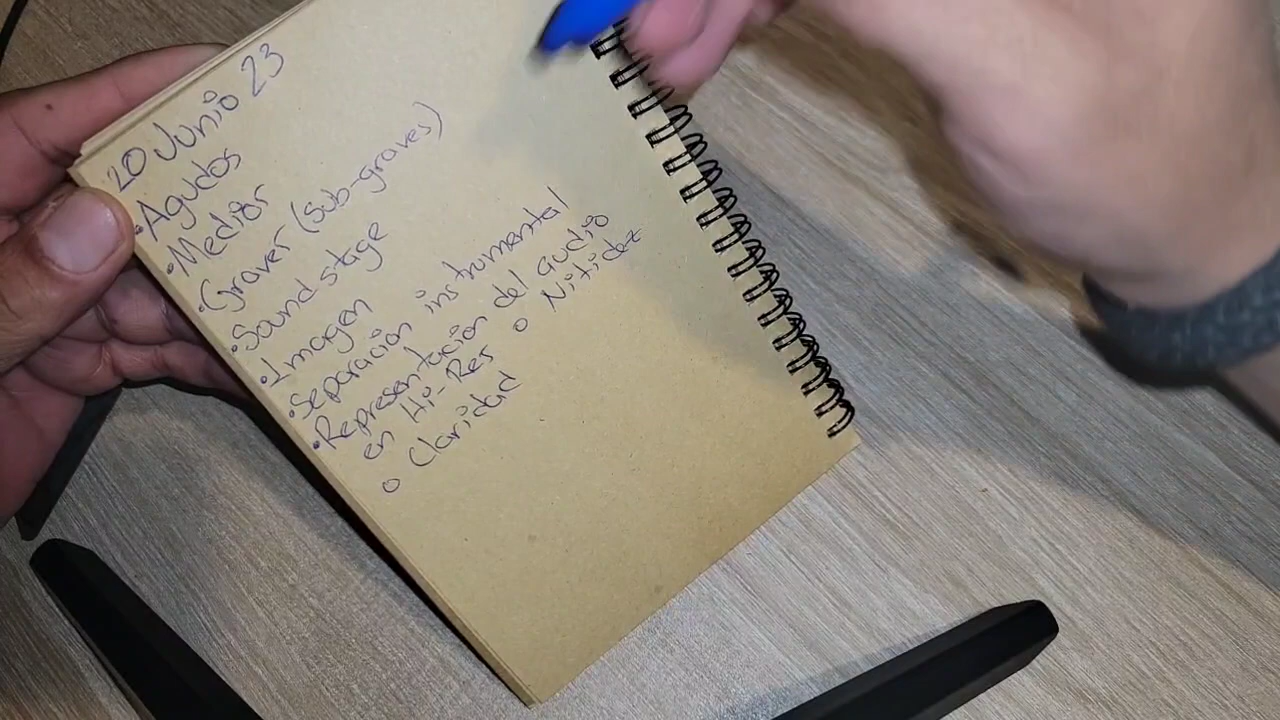 20 Junio 23
• Agudos
• Medios
• Graves (sub-graves)
• Sound stage
• Imagen
• Separación instrumental
• Representación del audio
en Hi-Res o Nitidez
o Claridad